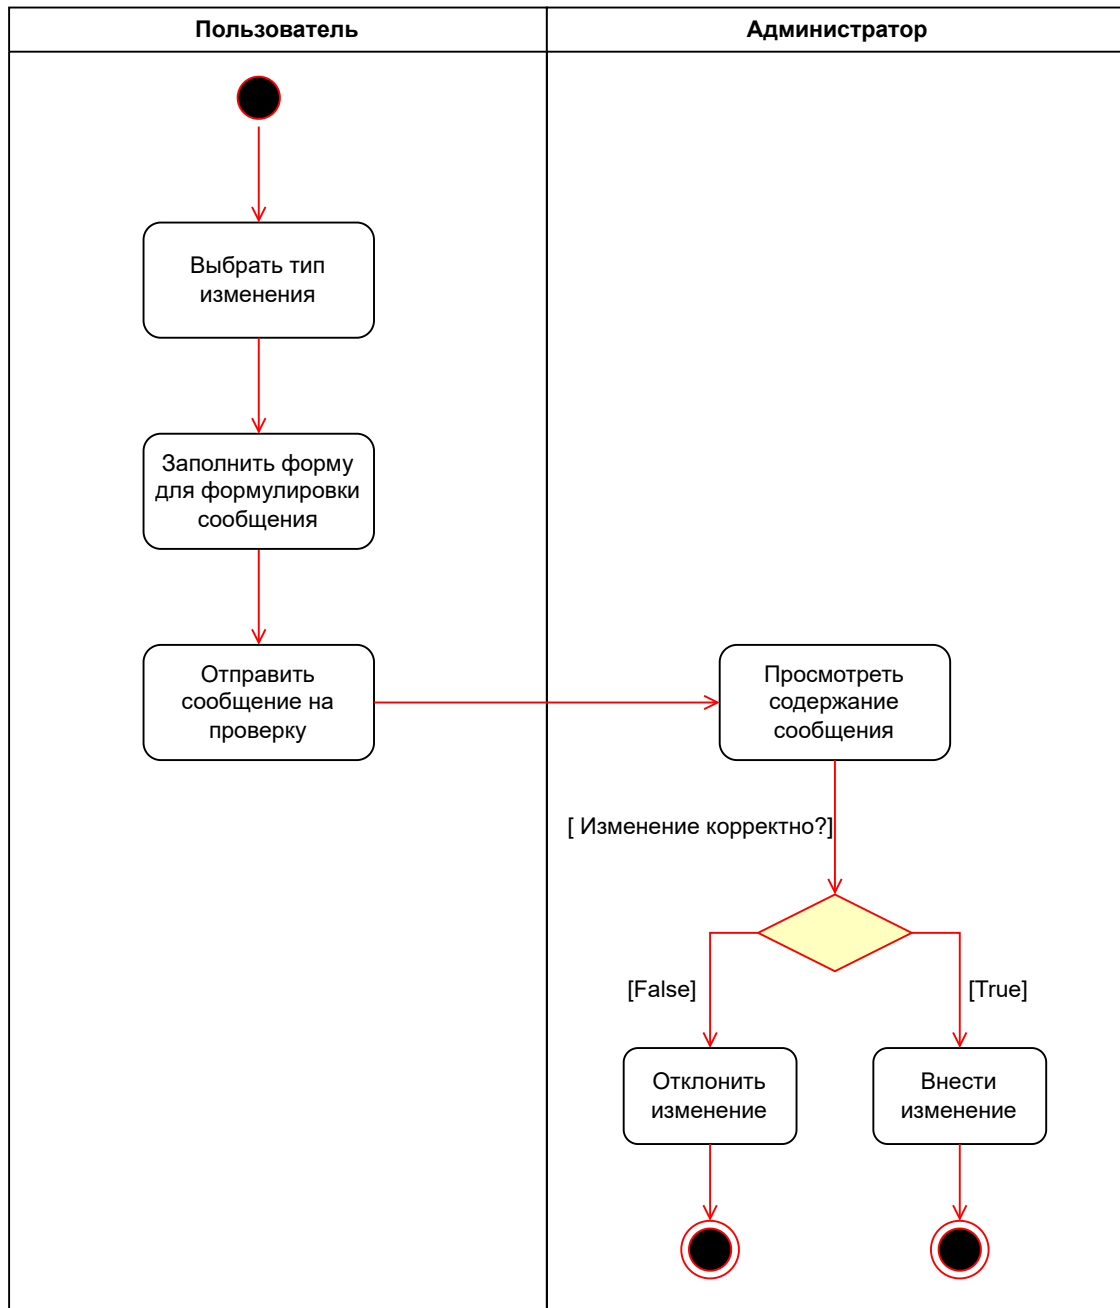 Пользователь
Администратор
Выбрать тип
изменения
Заполнить форму
для формулировки
сообщения
Отправить
сообщение на
проверку
Просмотреть
содержание
сообщения
[ Изменение корректно?]
[False]
[True]
Отклонить
изменение
Внести
изменение